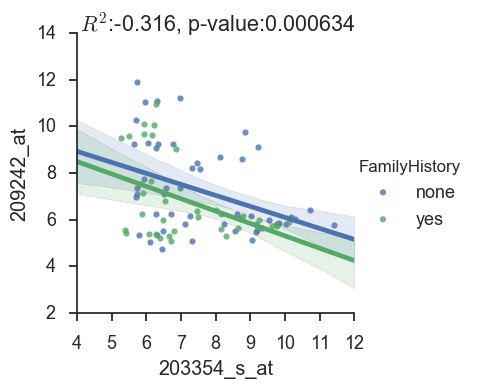 R²:-0.316, p-value:0.000634
14
12
10
8
6
4
2
209242_at
4 5 6 7 8 9 10 11 12
203354_s_at
FamilyHistory
none
yes